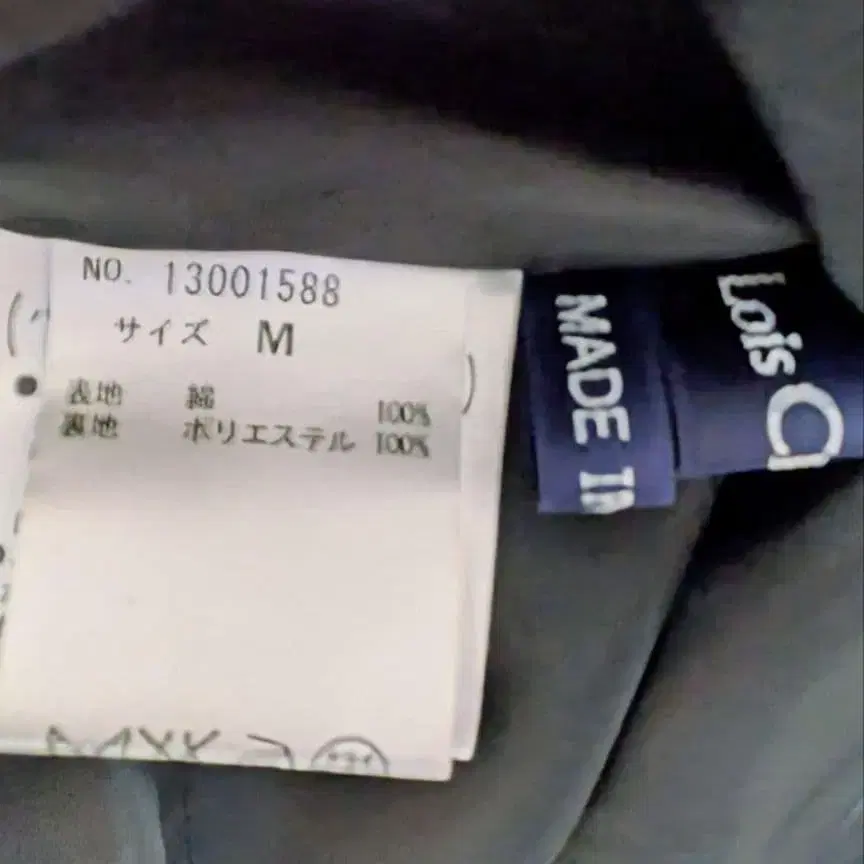 NO. 13001588
サイズ M
表地 綿 100%
裏地 ポリエステル 100%
MADE
Lois